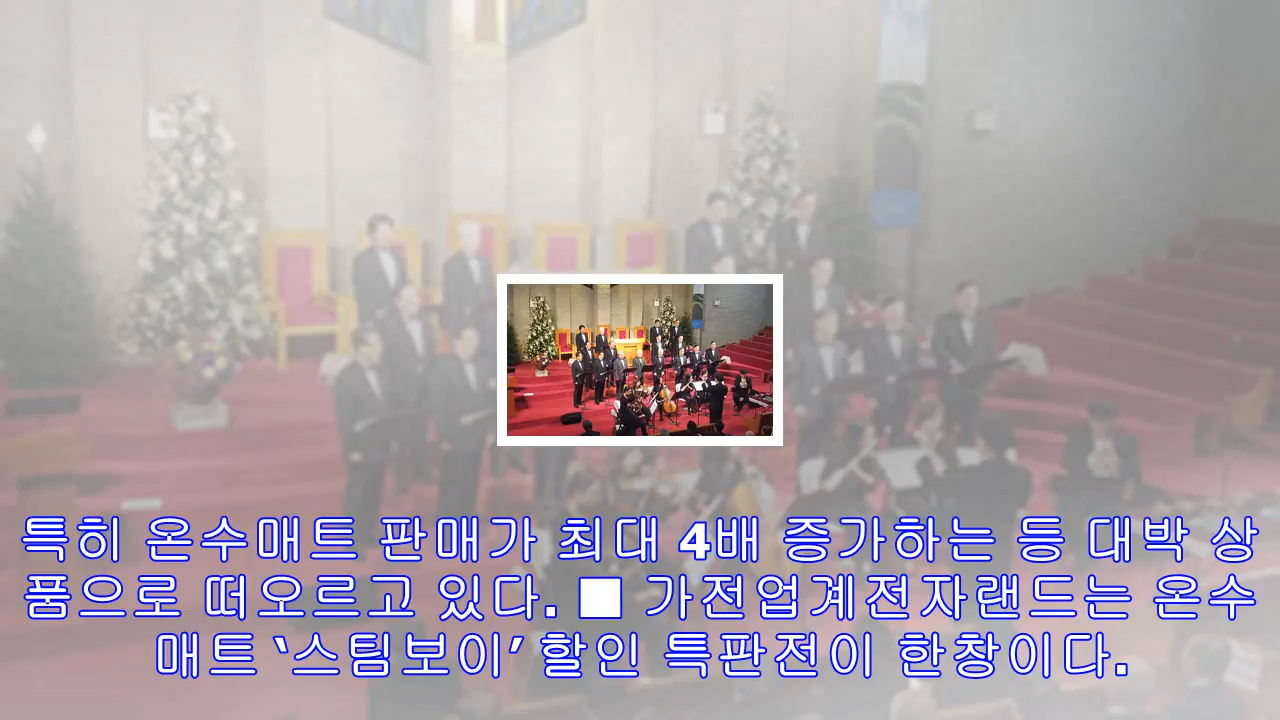 특히 온수매트 판매가 최대 4배 증가하는 등 대박 상
품으로 떠오르고 있다. ■ 가전업계전자랜드는 온수
매트 ‘스팀보이’ 할인 특판전이 한창이다.